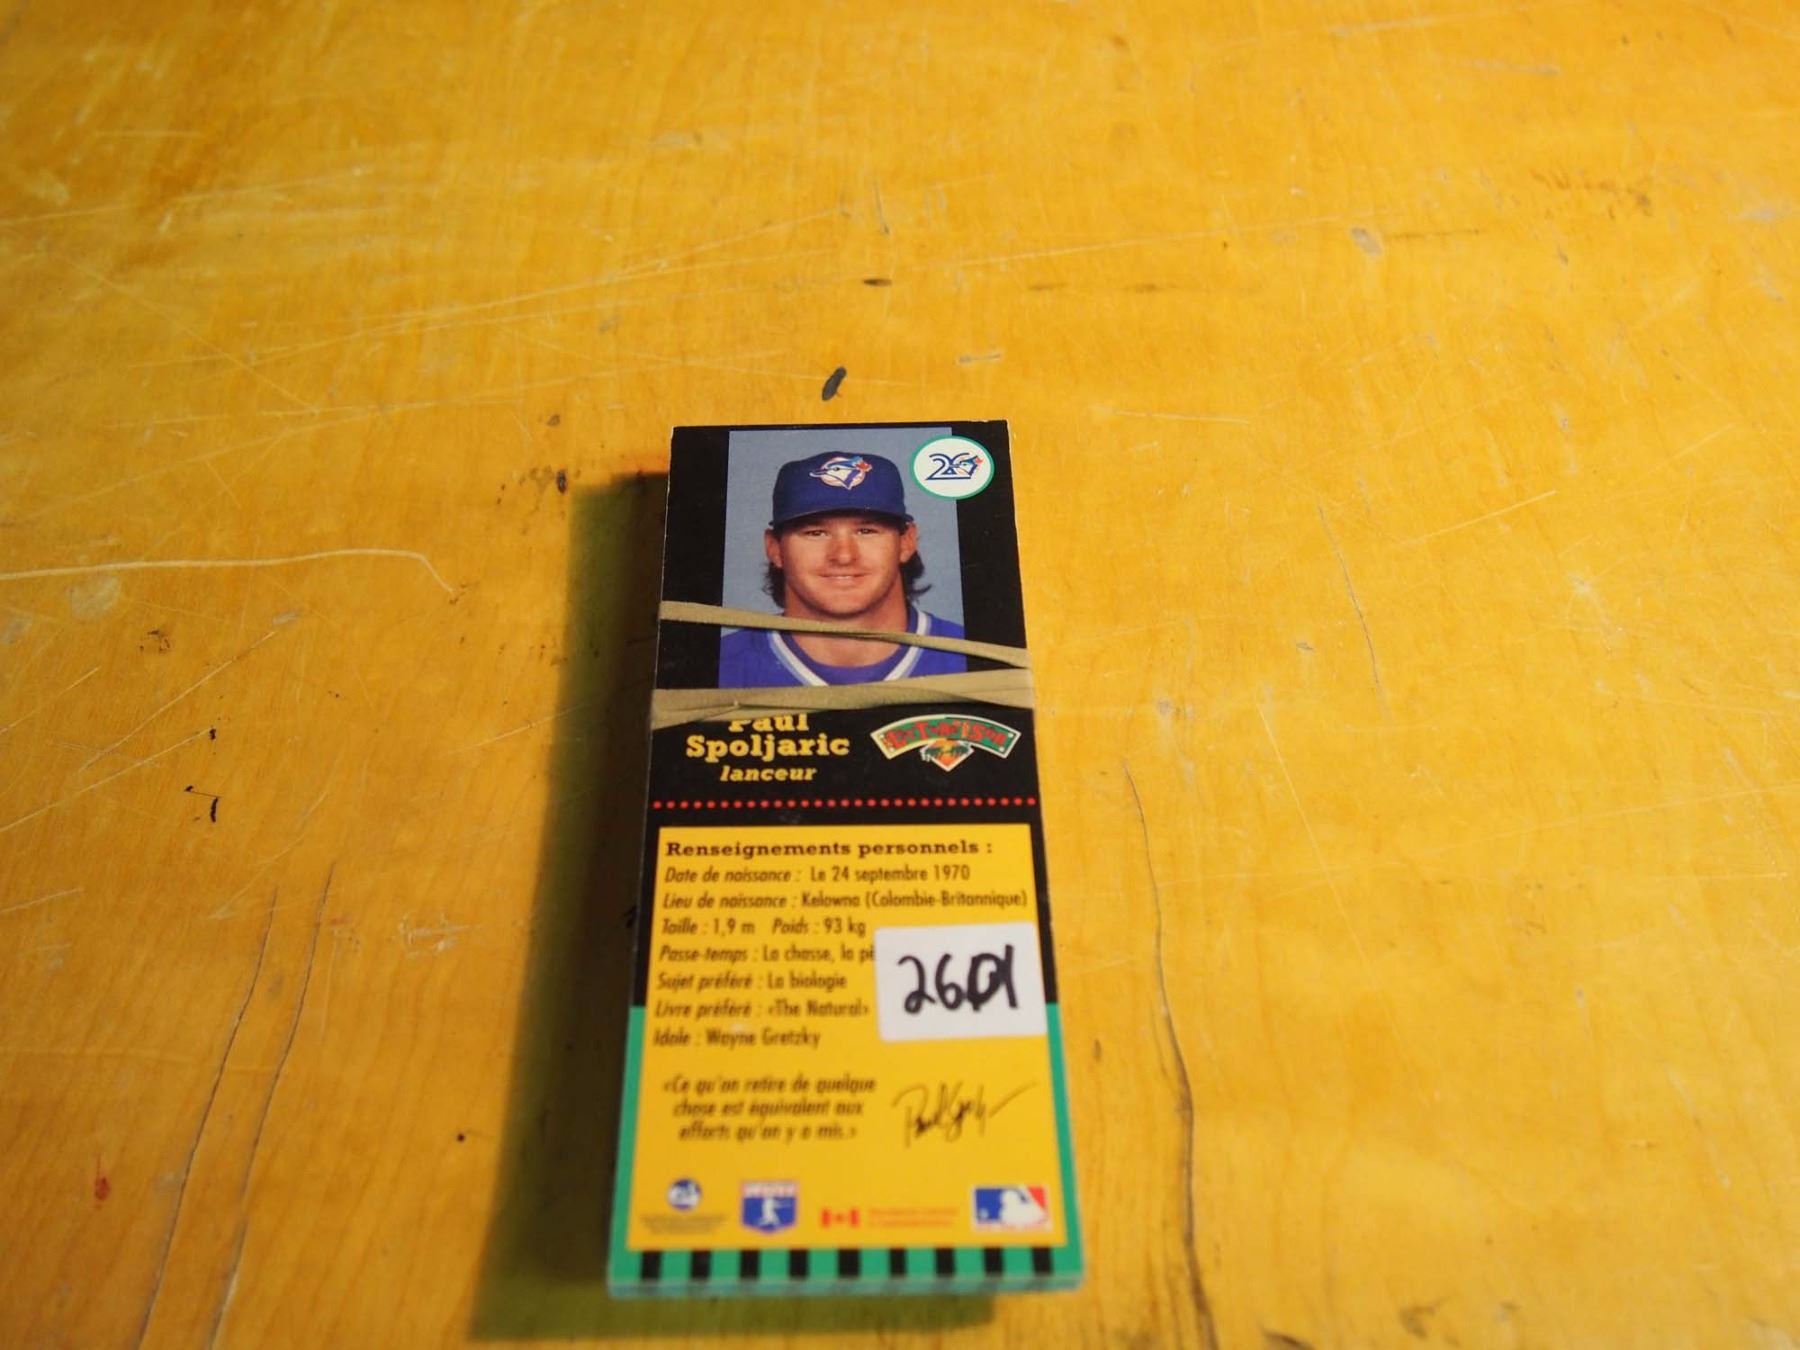 20
Paul
Spoljaric
lanceur
Renseignements personnels :
Date de naissance : Le 24 septembre 1970
Lieu de naissance : Kelowna (Colombie-Britannique)
Taille : 1,9 m Poids : 93 kg
Passe-temps : La chasse, la pê
Sujet préféré : La biologie
Livre préféré : «The Natural»
Idole : Wayne Gretzky
2601
«Ce qu'on retire de quelque
chose est équivalent aux
efforts qu'on y a mis.»